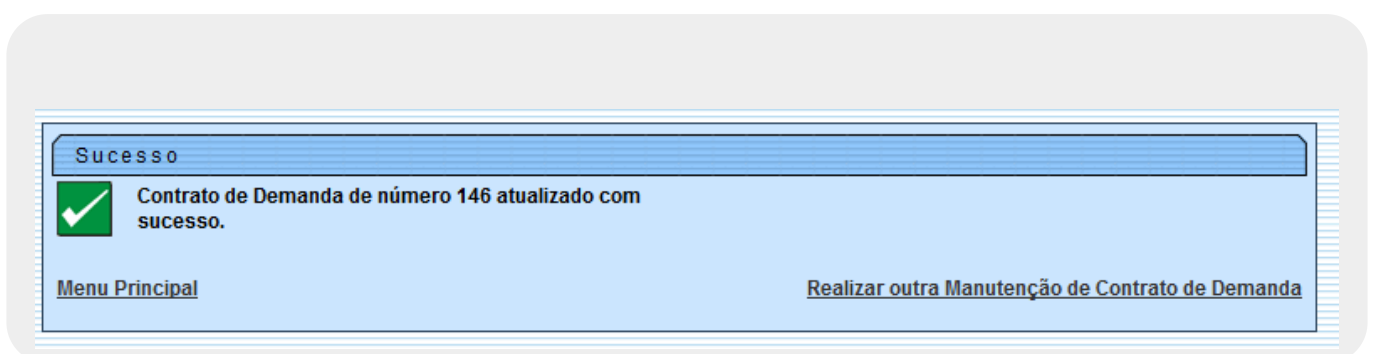 Sucesso
Contrato de Demanda de número 146 atualizado com
sucesso.
Menu Principal
Realizar outra Manutenção de Contrato de Demanda